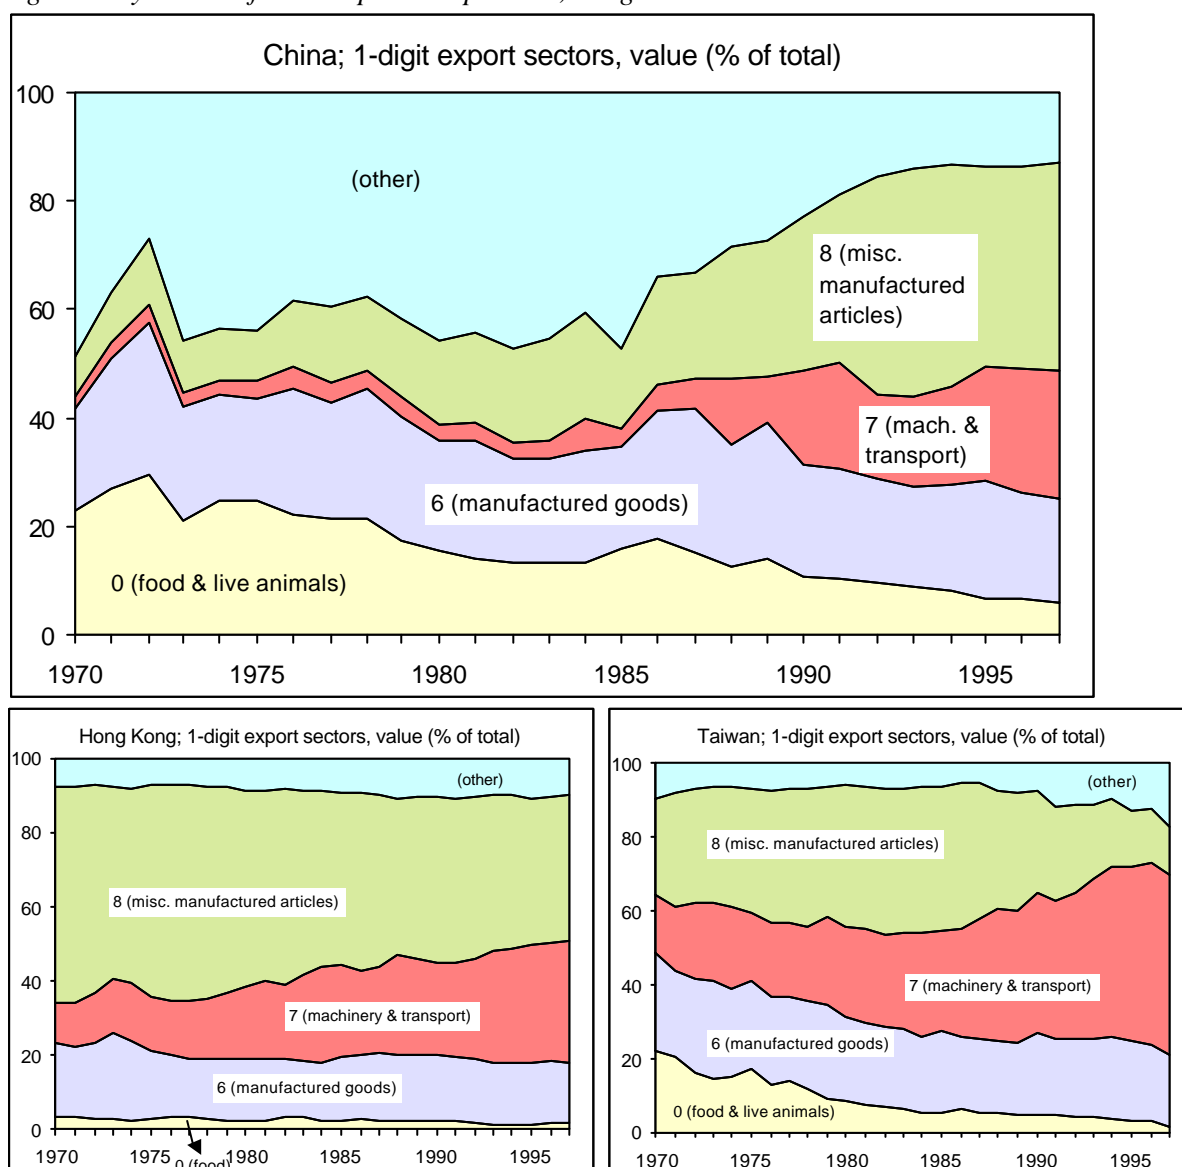 China; 1-digit export sectors, value (% of total)
100
80
60
40
20
0
(other)
8 (misc.
manufactured
articles)
7 (mach. &
transport)
6 (manufactured goods)
0 (food & live animals)
1970 1975 1980 1985 1990 1995
Hong Kong; 1-digit export sectors, value (% of total)
100
80
60
40
20
0
(other)
8 (misc. manufactured articles)
7 (machinery & transport)
6 (manufactured goods)
0 (food)
1970 1975 1980 1985 1990 1995
Taiwan; 1-digit export sectors, value (% of total)
100
80
60
40
20
0
(other)
8 (misc. manufactured articles)
7 (machinery & transport)
6 (manufactured goods)
0 (food & live animals)
1970 1975 1980 1985 1990 1995